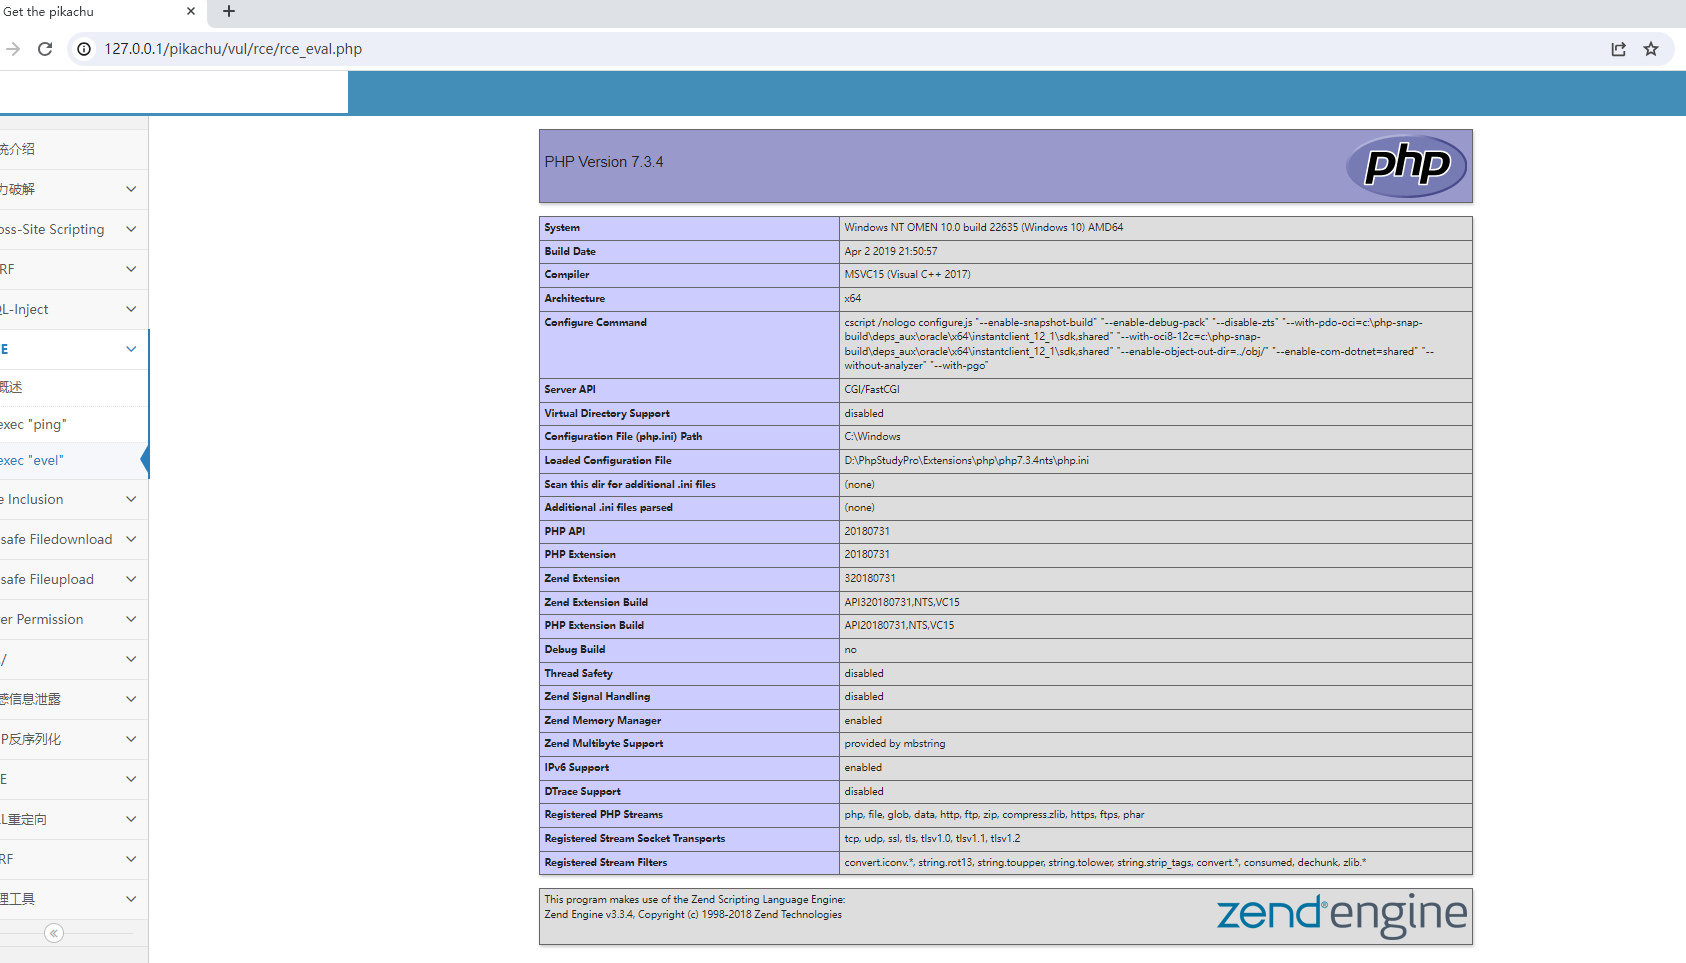 Get the pikachu
127.0.0.1/pikachu/vul/rce/rce_eval.php
统介绍
力破解
oss-Site Scripting
RF
QL-Inject
E
概述
exec "ping"
exec "evel"
e Inclusion
safe Filedownload
safe Fileupload
er Permission
/
感信息泄露
P反序列化
E
L重定向
RF
理工具
PHP Version 7.3.4
php
System Windows NT OMEN 10.0 build 22635 (Windows 10) AMD64
Build Date Apr 2 2019 21:50:57
Compiler MSVC15 (Visual C++ 2017)
Architecture x64
Configure Command cscript /nologo configure.js "--enable-snapshot-build" "--enable-debug-pack" "--disable-zts" "--with-pdo-oci=c:\php-snap-
build\deps_aux\oracle\x64\instantclient_12_1\sdk,shared" "--with-oci8-12c=c:\php-snap-
build\deps_aux\oracle\x64\instantclient_12_1\sdk,shared" "--enable-object-out-dir=../obj/" "--enable-com-dotnet=shared" "--
without-analyzer" "--with-pgo"
Server API CGI/FastCGI
Virtual Directory Support disabled
Configuration File (php.ini) Path C:\Windows
Loaded Configuration File D:\PhpStudyPro\Extensions\php\php7.3.4nts\php.ini
Scan this dir for additional .ini files (none)
Additional .ini files parsed (none)
PHP API 20180731
PHP Extension 20180731
Zend Extension 320180731
Zend Extension Build API320180731,NTS,VC15
PHP Extension Build API20180731,NTS,VC15
Debug Build no
Thread Safety disabled
Zend Signal Handling disabled
Zend Memory Manager enabled
Zend Multibyte Support provided by mbstring
IPv6 Support enabled
DTrace Support disabled
Registered PHP Streams php, file, glob, data, http, ftp, zip, compress.zlib, https, ftps, phar
Registered Stream Socket Transports tcp, udp, ssl, tls, tlsv1.0, tlsv1.1, tlsv1.2
Registered Stream Filters convert.iconv.*, string.rot13, string.toupper, string.tolower, string.strip_tags, convert.*, consumed, dechunk, zlib.*
This program makes use of the Zend Scripting Language Engine:
Zend Engine v3.3.4, Copyright (c) 1998-2018 Zend Technologies
zend® engine